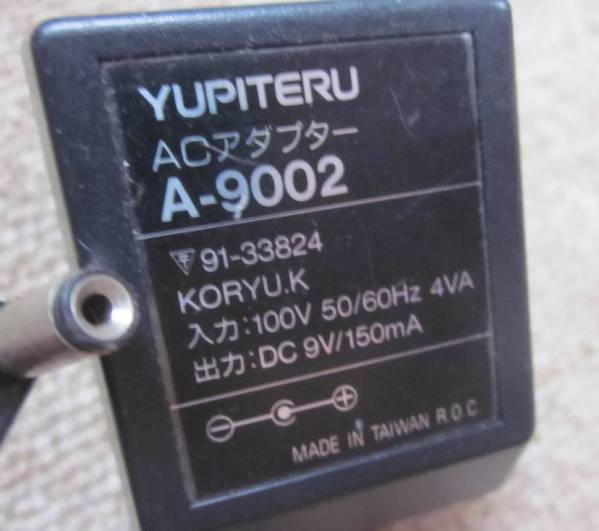 YUPITERU
ACアダプター
A-9002
〒 91-33824
KORYU.K
入力:100V 50/60Hz 4VA
出力:DC 9V/150mA
MADE IN TAIWAN R.O.C